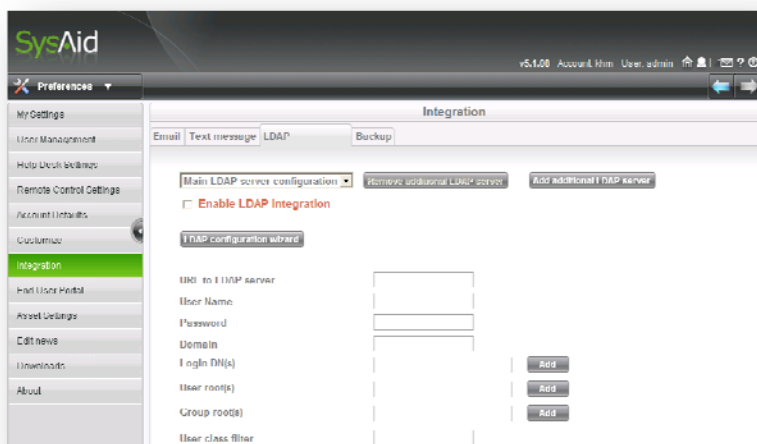 SysAid
v5.1.08 Account: khm User: admin
Preferences
Integration
My Settings
Email Text message LDAP Backup
User Management
Help Desk Settings
Main LDAP server configuration Remove additional LDAP server Add additional LDAP server
Remote Control Settings
Enable LDAP Integration
Account Defaults
Customize
LDAP configuration wizard
Integration
URL to LDAP server
End User Portal
User Name
Asset Settings
Password
Edit news
Domain
Downloads
Login DN(s) Add
About
User root(s) Add
Group root(s) Add
User class filter